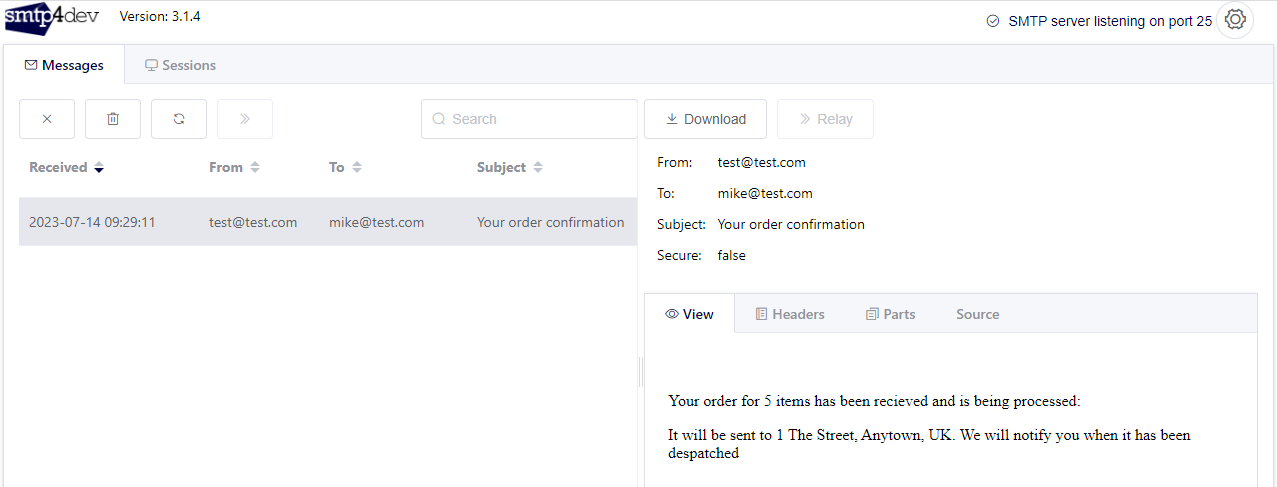 smtp4dev
Version: 3.1.4
SMTP server listening on port 25
Messages
Sessions
Search
Download
Relay
Received
From
To
Subject
2023-07-14 09:29:11
test@test.com
mike@test.com
Your order confirmation
From: test@test.com
To: mike@test.com
Subject: Your order confirmation
Secure: false
View
Headers
Parts
Source
Your order for 5 items has been recieved and is being processed:
It will be sent to 1 The Street, Anytown, UK. We will notify you when it has been
despatched